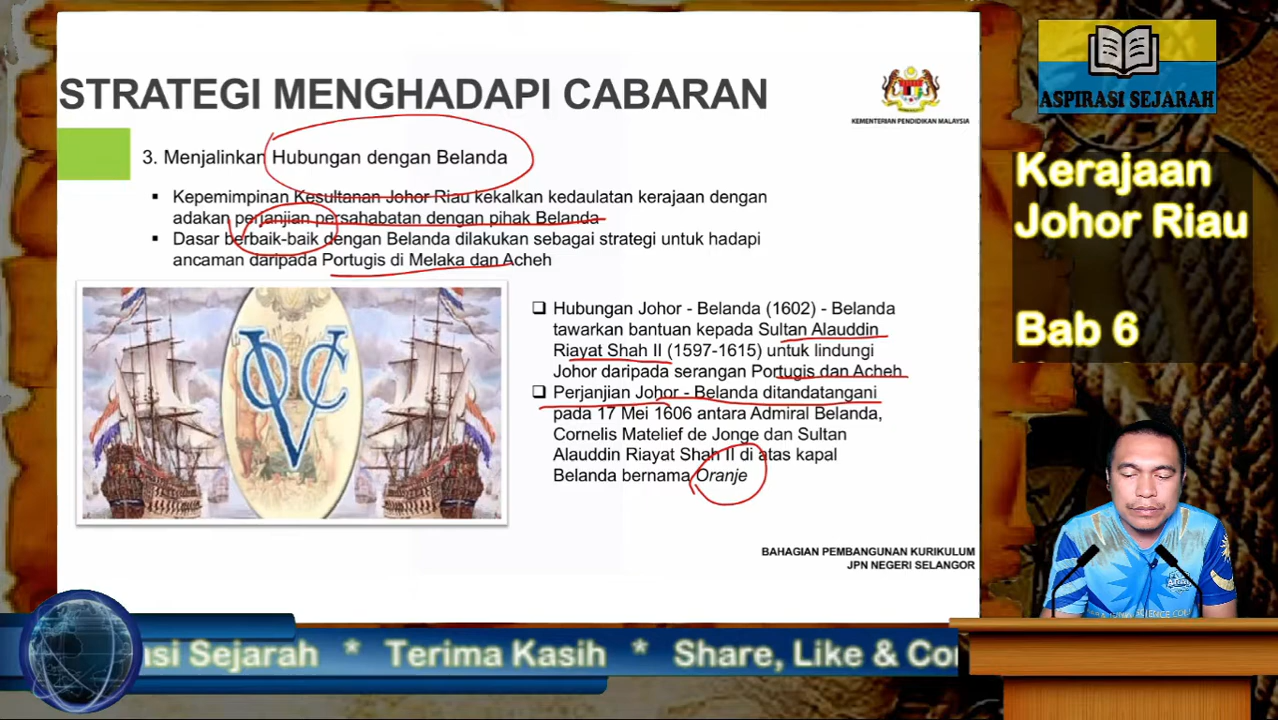 STRATEGI MENGHADAPI CABARAN
KEMENTERIAN PENDIDIKAN MALAYSIA
3. Menjalinkan Hubungan dengan Belanda
▪ Kepemimpinan Kesultanan Johor Riau kekalkan kedaulatan kerajaan dengan
adakan perjanjian persahabatan dengan pihak Belanda
▪ Dasar berbaik-baik dengan Belanda dilakukan sebagai strategi untuk hadapi
ancaman daripada Portugis di Melaka dan Acheh
VOC
❑ Hubungan Johor - Belanda (1602) - Belanda
tawarkan bantuan kepada Sultan Alauddin
Riayat Shah II (1597-1615) untuk lindungi
Johor daripada serangan Portugis dan Acheh
❑ Perjanjian Johor - Belanda ditandatangani
pada 17 Mei 1606 antara Admiral Belanda,
Cornelis Matelief de Jonge dan Sultan
Alauddin Riayat Shah II di atas kapal
Belanda bernama Oranje
BAHAGIAN PEMBANGUNAN KURIKULUM
JPN NEGERI SELANGOR
ASPIRASI SEJARAH
Kerajaan
Johor Riau
Bab 6
asi Sejarah * Terima Kasih * Share, Like & Co